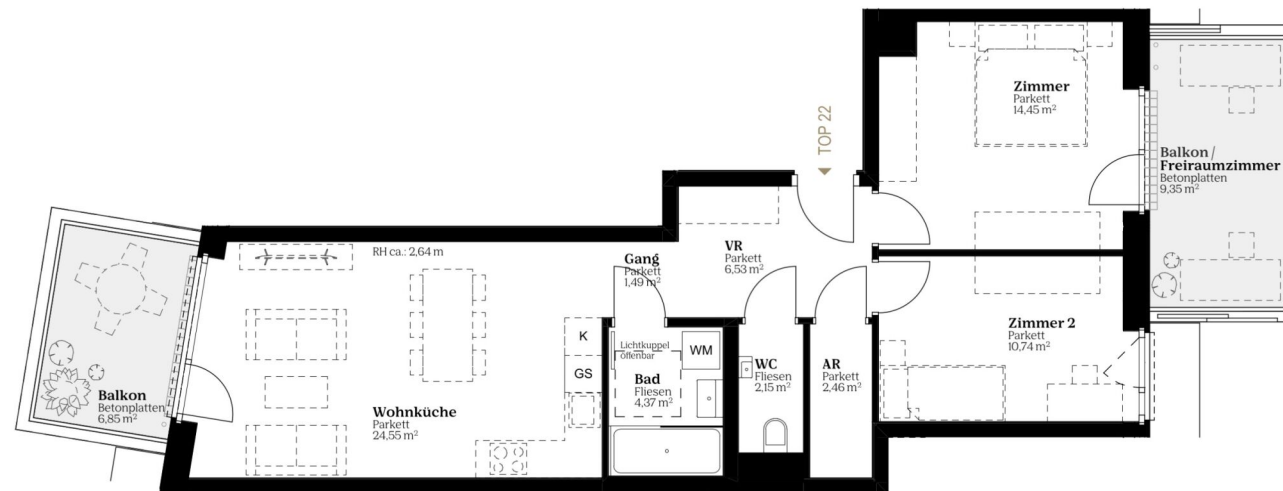 TOP 22
Zimmer
Parkett
14,45 m²
Balkon /
Freiraumzimmer
Betonplatten
9,35 m²
RH ca.: 2,64 m
Gang
Parkett
1,49 m²
VR
Parkett
6,53 m²
Zimmer 2
Parkett
10,74 m²
K
GS
Lichtkuppel
öffenbar
WM
Bad
Fliesen
4,37 m²
WC
Fliesen
2,15 m²
AR
Parkett
2,46 m²
Balkon
Betonplatten
6,85 m²
Wohnküche
Parkett
24,55 m²